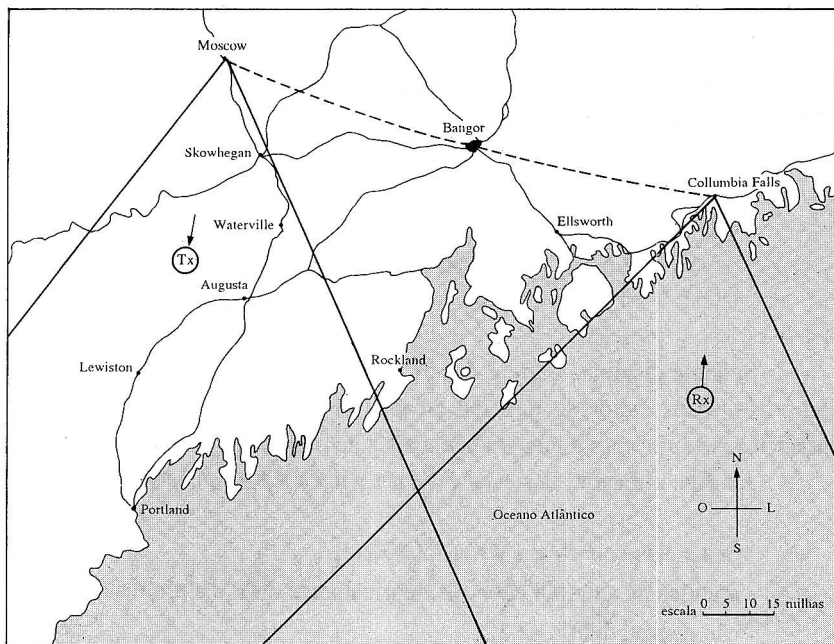 Moscow
Bangor
Skowhegan
Collumbia Falls
Waterville
Ellsworth
Tx
Augusta
Rockland
Lewiston
Rx
N
O L
S
Portland
Oceano Atlântico
escala 0 5 10 15 milhas